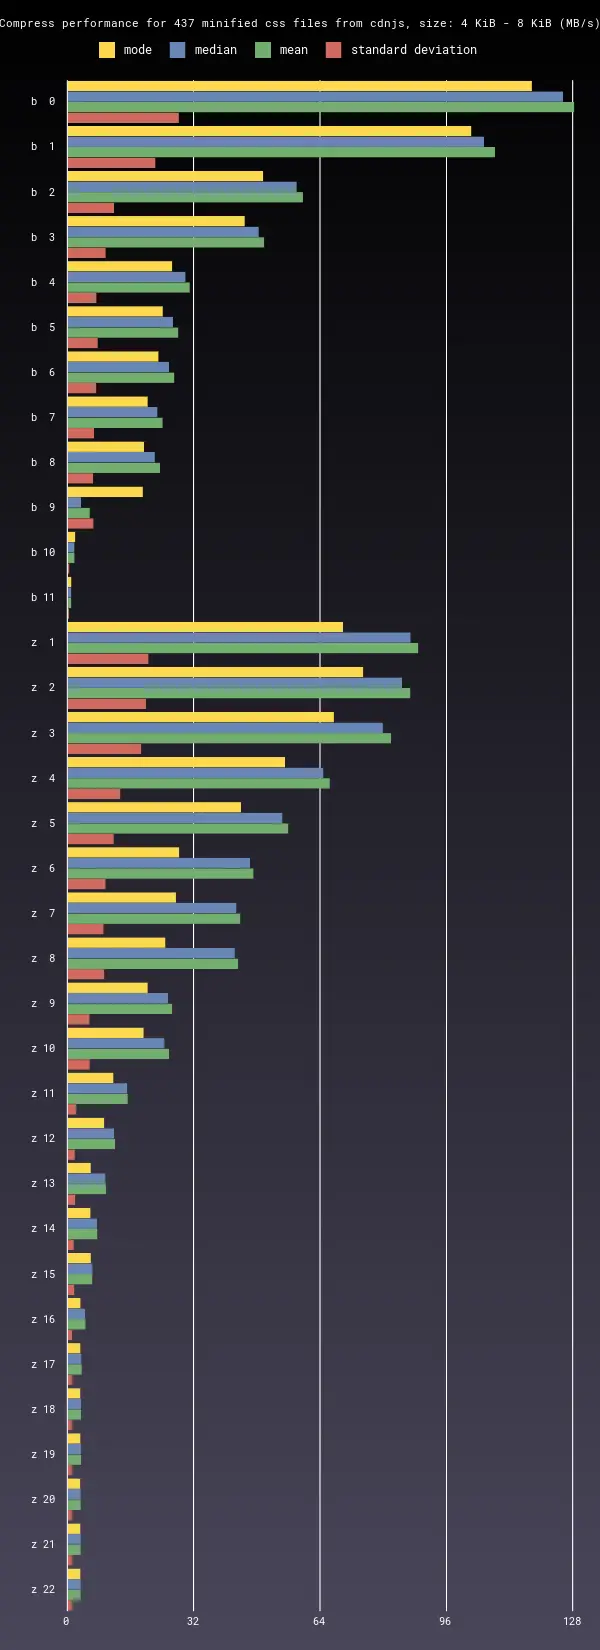 Compress performance for 437 minified css files from cdnjs, size: 4 KiB - 8 KiB (MB/s)
mode median mean standard deviation
b 0
b 1
b 2
b 3
b 4
b 5
b 6
b 7
b 8
b 9
b 10
b 11
z 1
z 2
z 3
z 4
z 5
z 6
z 7
z 8
z 9
z 10
z 11
z 12
z 13
z 14
z 15
z 16
z 17
z 18
z 19
z 20
z 21
z 22
0 32 64 96 128